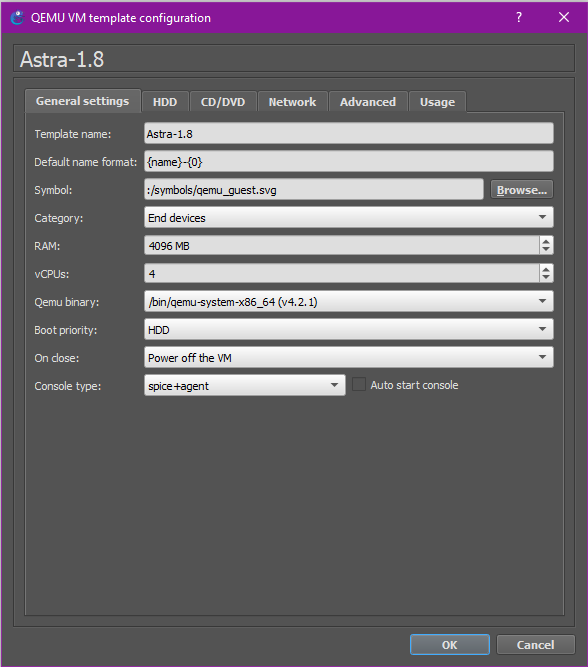 QEMU VM template configuration
Astra-1.8
General settings HDD CD/DVD Network Advanced Usage
Template name: Astra-1.8
Default name format: {name}-{0}
Symbol: :/symbols/qemu_guest.svg Browse...
Category: End devices
RAM: 4096 MB
vCPUs: 4
Qemu binary: /bin/qemu-system-x86_64 (v4.2.1)
Boot priority: HDD
On close: Power off the VM
Console type: spice+agent Auto start console
OK Cancel